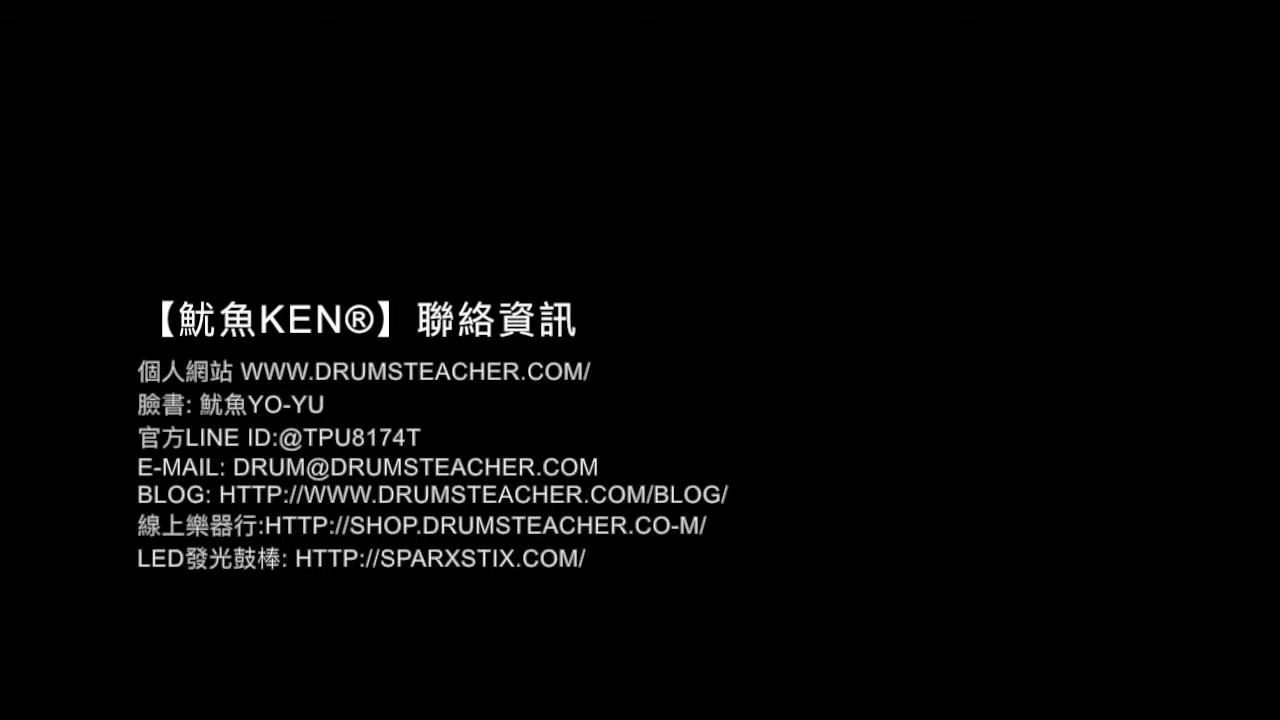 【魷魚KEN®】聯絡資訊
個人網站 WWW.DRUMSTEACHER.COM/
臉書: 魷魚YO-YU
官方LINE ID:@TPU8174T
E-MAIL: DRUM@DRUMSTEACHER.COM
BLOG: HTTP://WWW.DRUMSTEACHER.COM/BLOG/
線上樂器行:HTTP://SHOP.DRUMSTEACHER.CO-M/
LED發光鼓棒: HTTP://SPARXSTIX.COM/